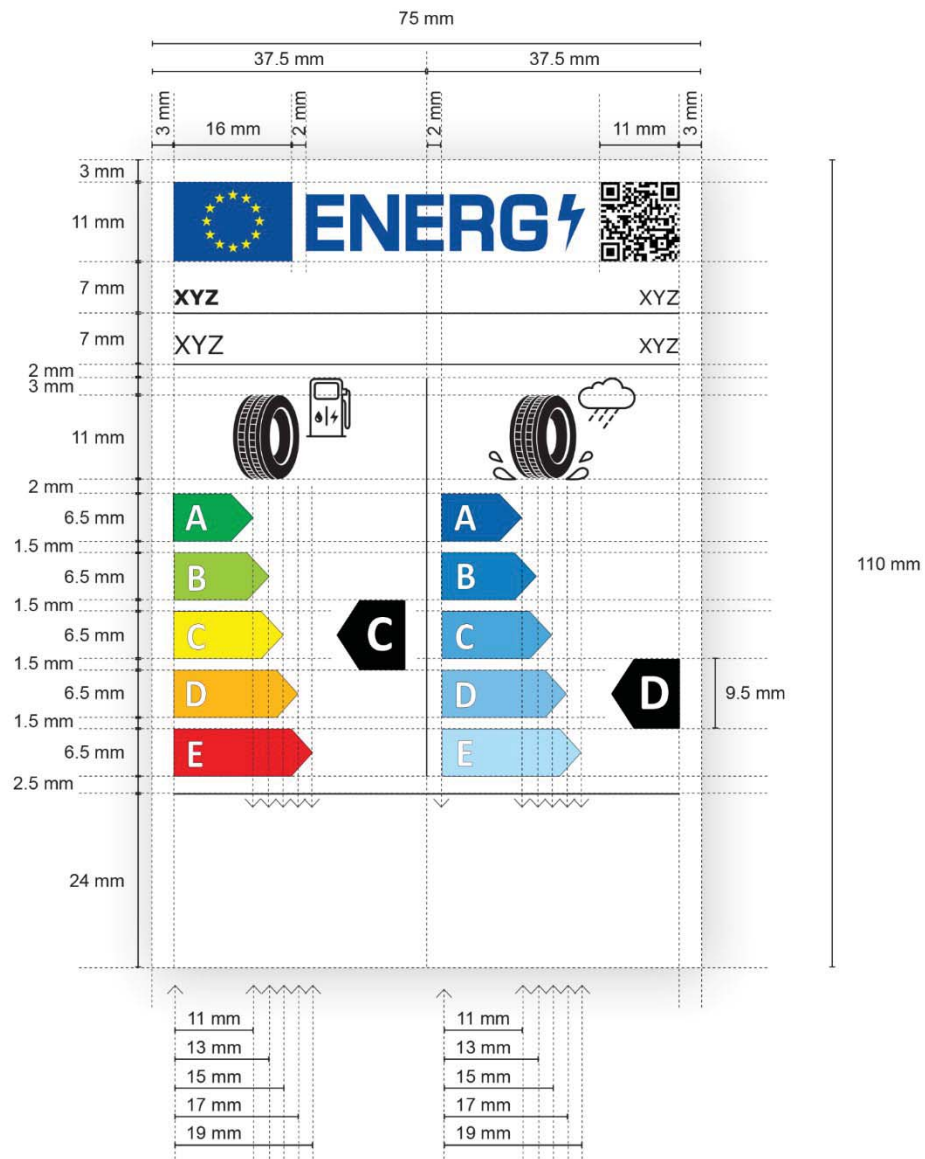 75 mm
37.5 mm 37.5 mm
3 mm 16 mm 2 mm 2 mm 11 mm 3 mm
3 mm
11 mm ENERG
7 mm XYZ XYZ
7 mm XYZ XYZ
2 mm
3 mm
11 mm
2 mm
6.5 mm A A
1.5 mm
6.5 mm B B 110 mm
1.5 mm
6.5 mm C C C
1.5 mm
6.5 mm D D D 9.5 mm
1.5 mm
6.5 mm E E
2.5 mm
24 mm
11 mm 11 mm
13 mm 13 mm
15 mm 15 mm
17 mm 17 mm
19 mm 19 mm